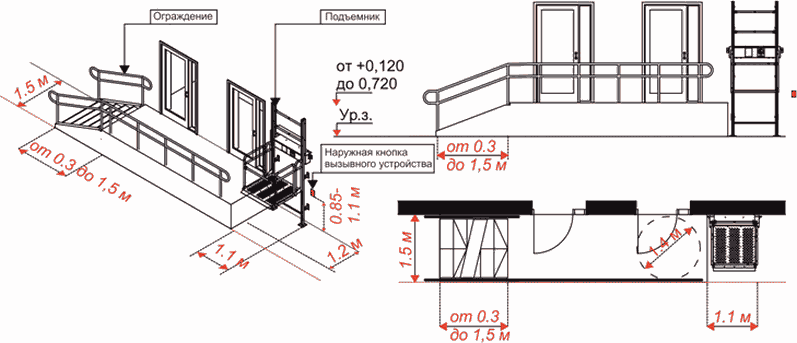 Ограждение
Подъемник
1.5 м
от 0.3 до 1,5 м
Наружная кнопка
вызывного устройства
0.85-
1.1 м
1.1 м
1.2 м
от +0,120
до 0,720
Ур.з.
от 0.3
до 1,5 м
1.5 м
1.4 м
от 0.3
до 1,5 м
1.1 м